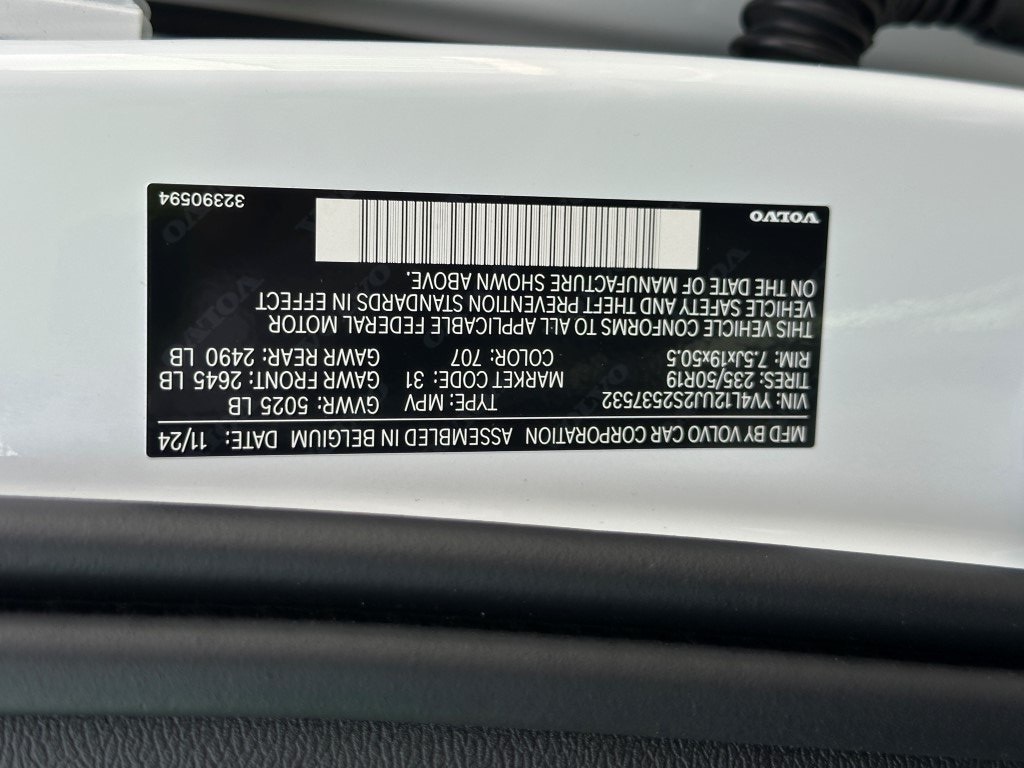 MFD BY VOLVO CAR CORPORATION ASSEMBLED IN BELGIUM DATE: 11/24
VIN: YV4L12UJ2S2537532 TYPE: MPV GVWR: 5025 LB
TIRES: 235/50R19 MARKET CODE: 31 GAWR FRONT: 2645 LB
RIM: 7.5Jx19x50.5 COLOR: 707 GAWR REAR: 2490 LB
THIS VEHICLE CONFORMS TO ALL APPLICABLE FEDERAL MOTOR
VEHICLE SAFETY AND THEFT PREVENTION STANDARDS IN EFFECT
ON THE DATE OF MANUFACTURE SHOWN ABOVE.
VOLVO 32390594